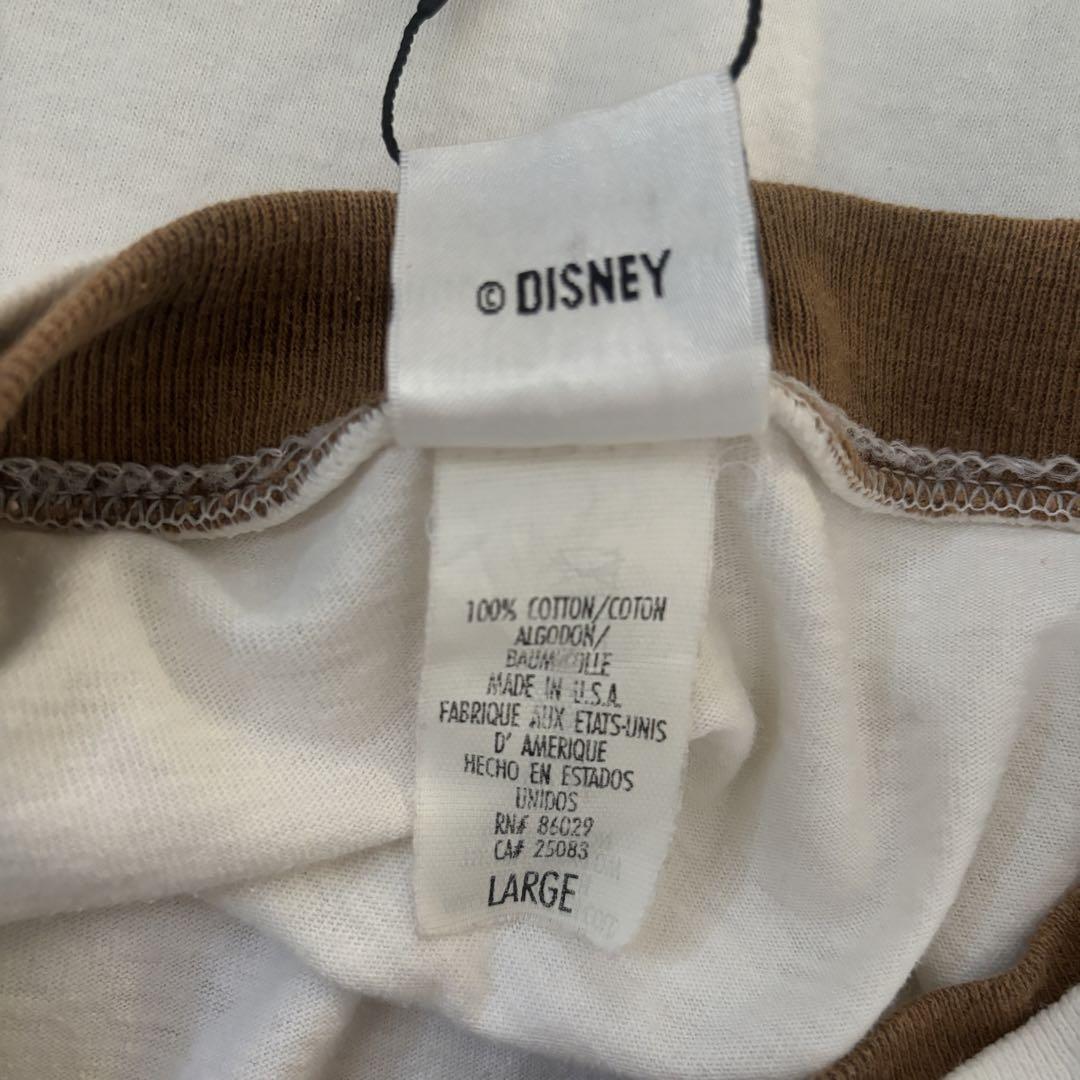 © DISNEY
100% COTTON/COTON
ALGODON/
BAUMWOLLE
MADE IN U.S.A.
FABRIQUE AUX ETATS-UNIS
D' AMERIQUE
HECHO EN ESTADOS
UNIDOS
RN# 86029
CA# 25083
LARGE